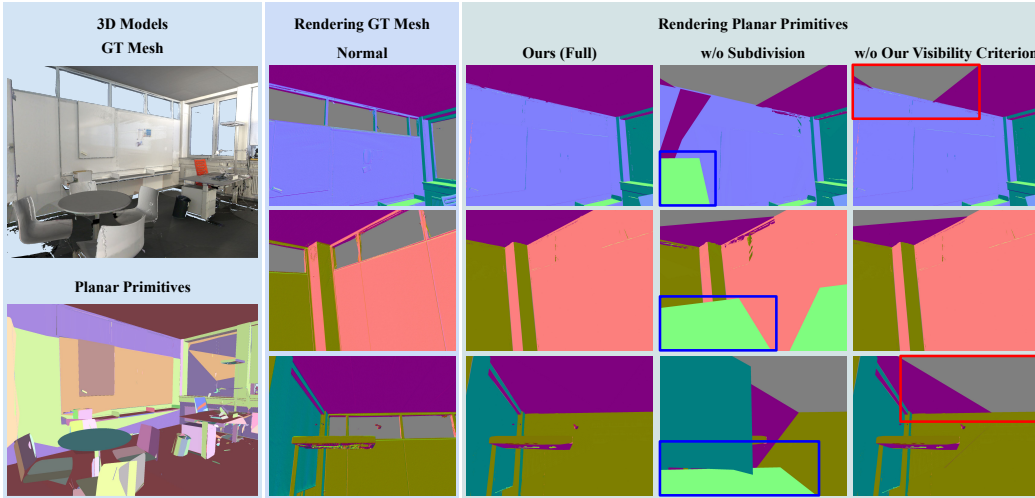 3D Models
GT Mesh
Rendering GT Mesh
Normal
Rendering Planar Primitives
Ours (Full)
w/o Subdivision
w/o Our Visibility Criterion
Planar Primitives